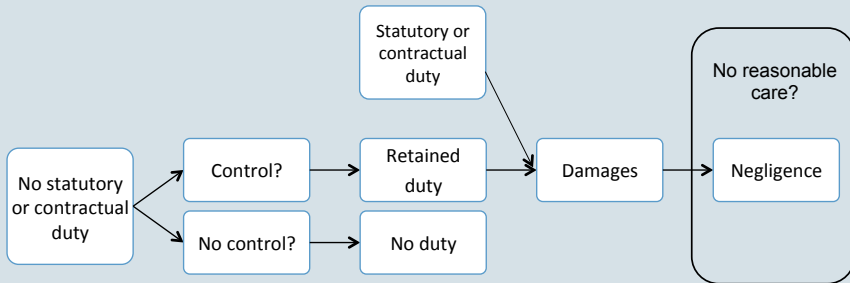 Statutory or
contractual
duty
No reasonable
care?
No statutory
or contractual
duty
Control?
Retained
duty
Damages
Negligence
No control?
No duty